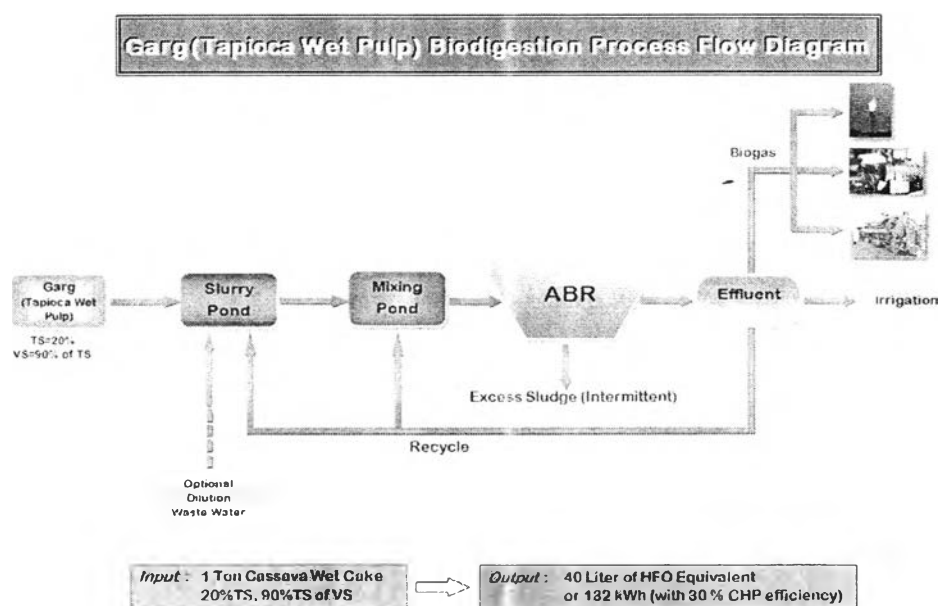 Garg (Tapioca Wet Pulp) Biodigestion Process Flow Diagram
Biogas
Garg
(Tapioca Wet
Pulp)
TS=20%
VS=90% of TS
Slurry
Pond
Mixing
Pond
ABR
Effluent
Irrigation
Excess Sludge (Intermittent)
Recycle
Optional
Dilution
Waste Water
Input : 1 Ton Cassava Wet Cake
20%TS, 90%TS of VS
Output : 40 Liter of HFO Equivalent
or 132 kWh (with 30 % CHP efficiency)